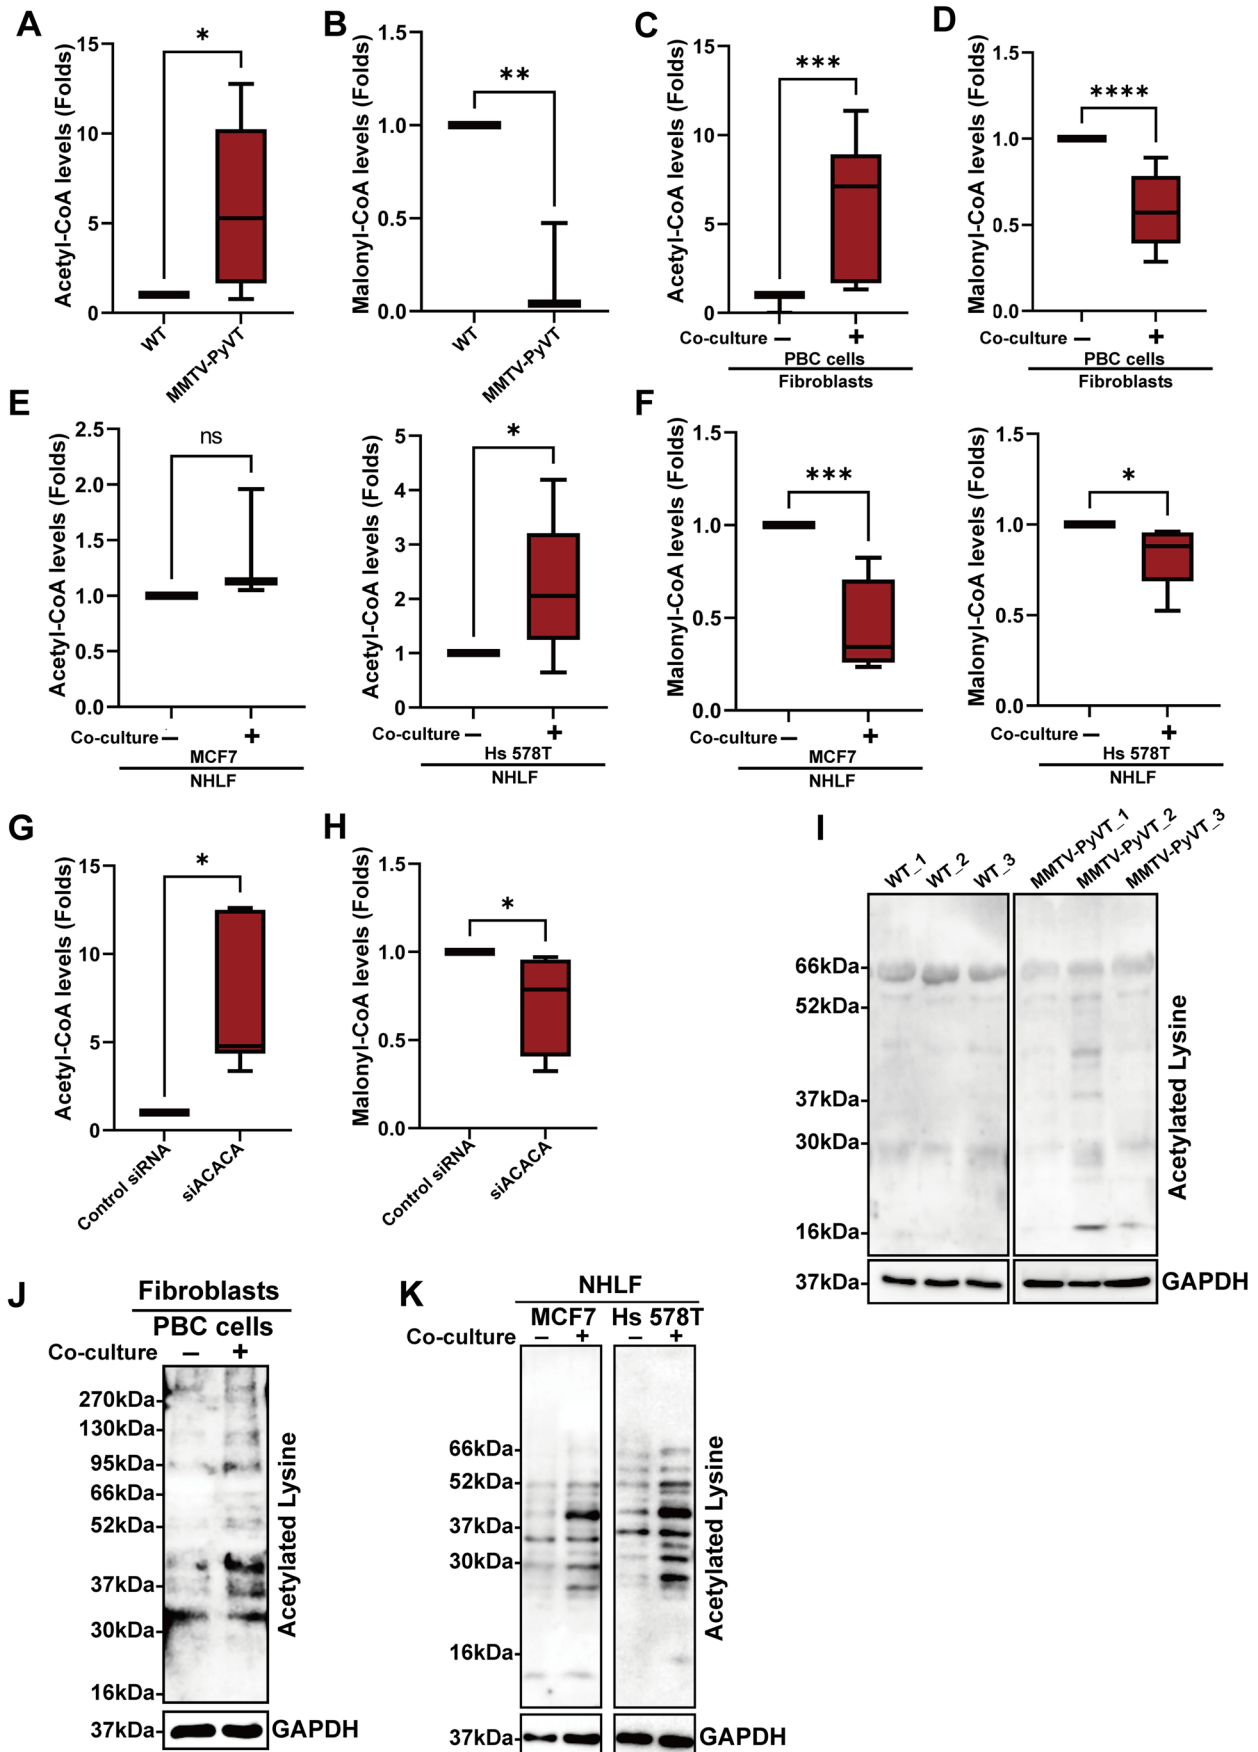 A
Acetyl-CoA levels (Folds)
15
10
5
0
*
WT
MMTV-PyVT
B
Malonyl-CoA levels (Folds)
1.5
1.0
0.5
0.0
**
WT
MMTV-PyVT
C
Acetyl-CoA levels (Folds)
15
10
5
0
***
Co-culture − +
PBC cells
Fibroblasts
D
Malonyl-CoA levels (Folds)
1.5
1.0
0.5
0.0
****
Co-culture − +
PBC cells
Fibroblasts
E
Acetyl-CoA levels (Folds)
2.5
2.0
1.5
1.0
0.5
0.0
ns
Co-culture − +
MCF7
NHLF
Acetyl-CoA levels (Folds)
5
4
3
2
1
0
*
Co-culture − +
Hs 578T
NHLF
F
Malonyl-CoA levels (Folds)
1.5
1.0
0.5
0.0
***
Co-culture − +
MCF7
NHLF
Malonyl-CoA levels (Folds)
1.5
1.0
0.5
0.0
*
Co-culture − +
Hs 578T
NHLF
G
Acetyl-CoA levels (Folds)
15
10
5
0
*
Control siRNA
siACACA
H
Malonyl-CoA levels (Folds)
1.5
1.0
0.5
0.0
*
Control siRNA
siACACA
I
WT_1 WT_2 WT_3 MMTV-PyVT_1 MMTV-PyVT_2 MMTV-PyVT_3
66kDa
52kDa
37kDa
30kDa
16kDa
Acetylated Lysine
37kDa GAPDH
J
Fibroblasts
PBC cells
Co-culture − +
270kDa
130kDa
95kDa
66kDa
52kDa
37kDa
30kDa
16kDa
Acetylated Lysine
37kDa GAPDH
K
NHLF
MCF7 Hs 578T
Co-culture − + − +
66kDa
52kDa
37kDa
30kDa
16kDa
Acetylated Lysine
37kDa GAPDH